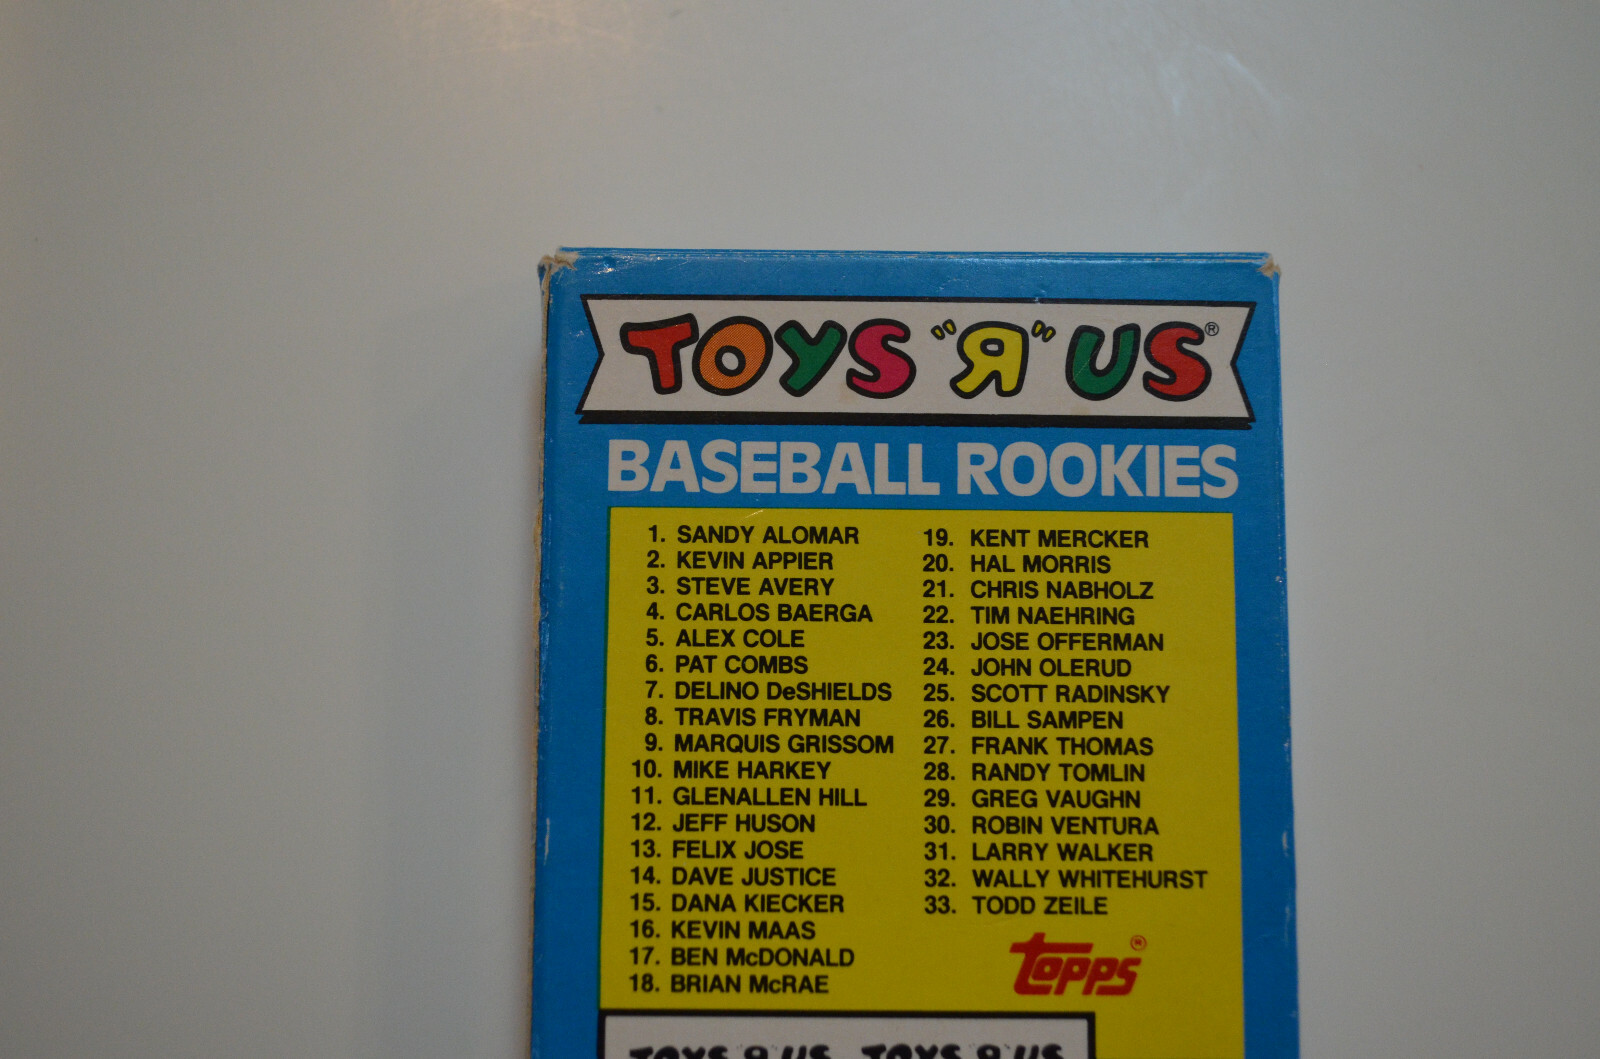 TOYS "Я" US®
BASEBALL ROOKIES
1. SANDY ALOMAR
2. KEVIN APPIER
3. STEVE AVERY
4. CARLOS BAERGA
5. ALEX COLE
6. PAT COMBS
7. DELINO DeSHIELDS
8. TRAVIS FRYMAN
9. MARQUIS GRISSOM
10. MIKE HARKEY
11. GLENALLEN HILL
12. JEFF HUSON
13. FELIX JOSE
14. DAVE JUSTICE
15. DANA KIECKER
16. KEVIN MAAS
17. BEN McDONALD
18. BRIAN McRAE
19. KENT MERCKER
20. HAL MORRIS
21. CHRIS NABHOLZ
22. TIM NAEHRING
23. JOSE OFFERMAN
24. JOHN OLERUD
25. SCOTT RADINSKY
26. BILL SAMPEN
27. FRANK THOMAS
28. RANDY TOMLIN
29. GREG VAUGHN
30. ROBIN VENTURA
31. LARRY WALKER
32. WALLY WHITEHURST
33. TODD ZEILE
topps®
TOYS Я US TOYS Я US